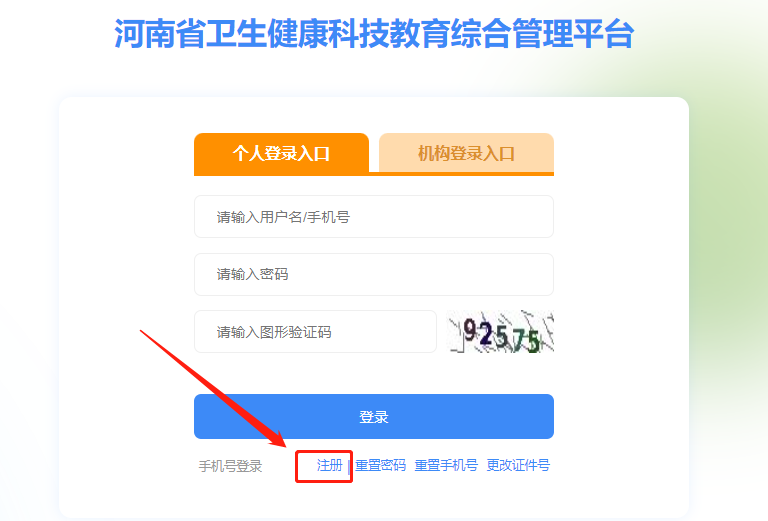 河南省卫生健康科技教育综合管理平台
个人登录入口 机构登录入口
请输入用户名/手机号
请输入密码
请输入图形验证码 92575
登录
手机号登录 注册 | 重置密码 重置手机号 更改证件号